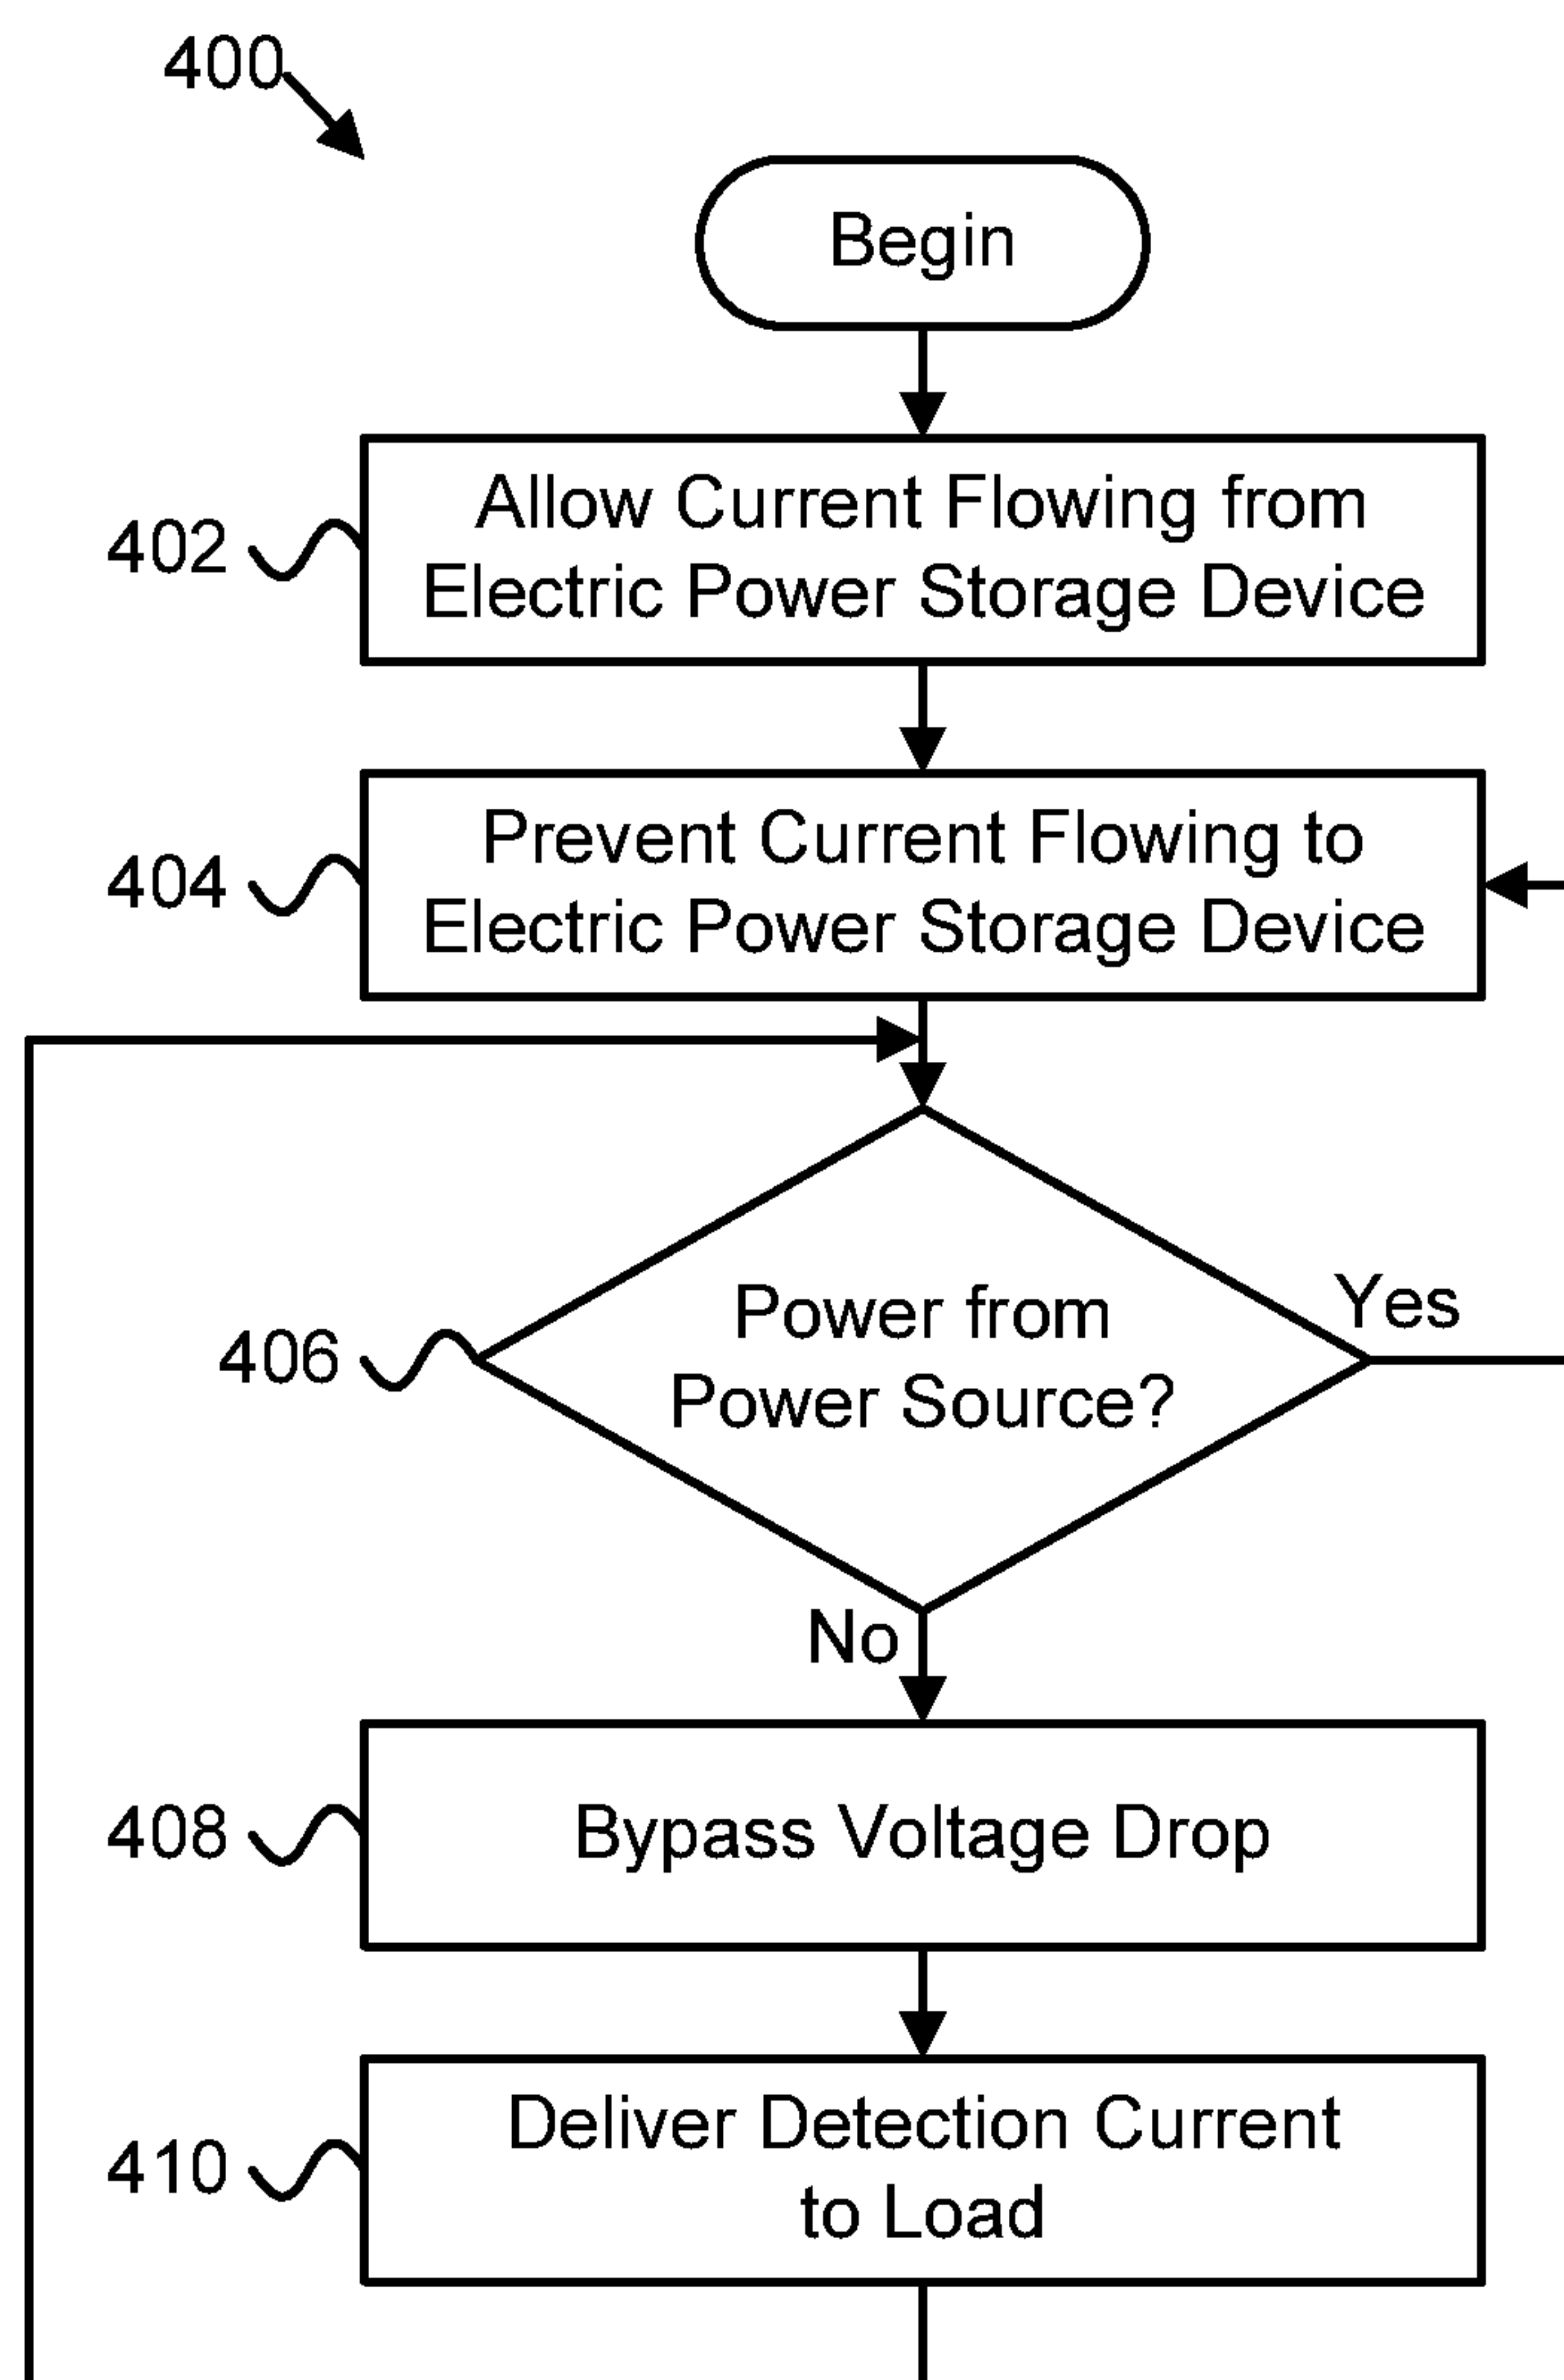 400
Begin
402
Allow Current Flowing from
Electric Power Storage Device
404
Prevent Current Flowing to
Electric Power Storage Device
406
Power from
Power Source?
Yes
No
408
Bypass Voltage Drop
410
Deliver Detection Current
to Load